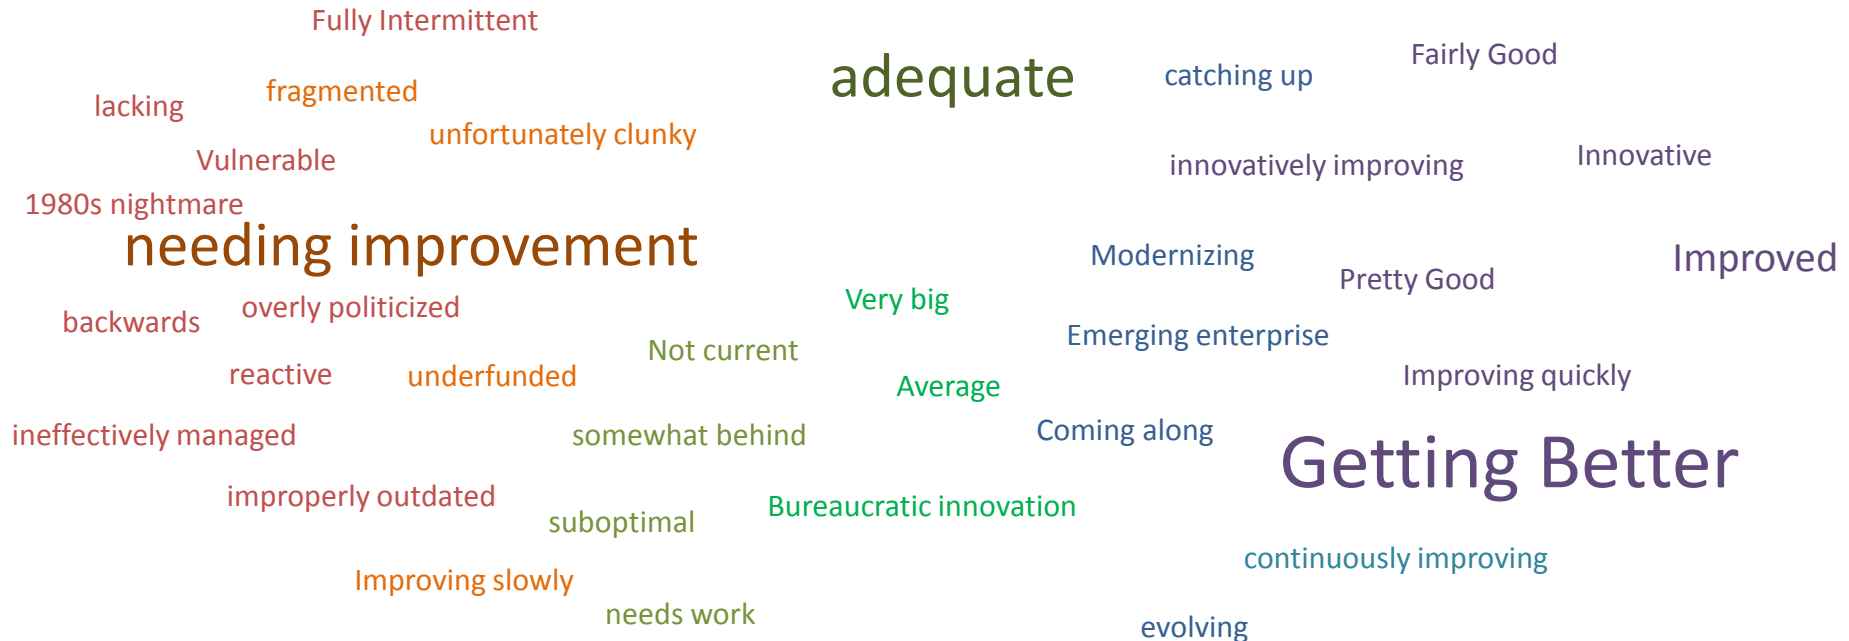 Fully Intermittent
adequate
Fairly Good
catching up
fragmented
lacking
unfortunately clunky
Vulnerable
innovatively improving
Innovative
1980s nightmare
needing improvement
Modernizing
Improved
Pretty Good
Very big
overly politicized
backwards
Emerging enterprise
Not current
reactive
underfunded
Average
Improving quickly
ineffectively managed
somewhat behind
Coming along
Getting Better
improperly outdated
Bureaucratic innovation
suboptimal
continuously improving
Improving slowly
needs work
evolving